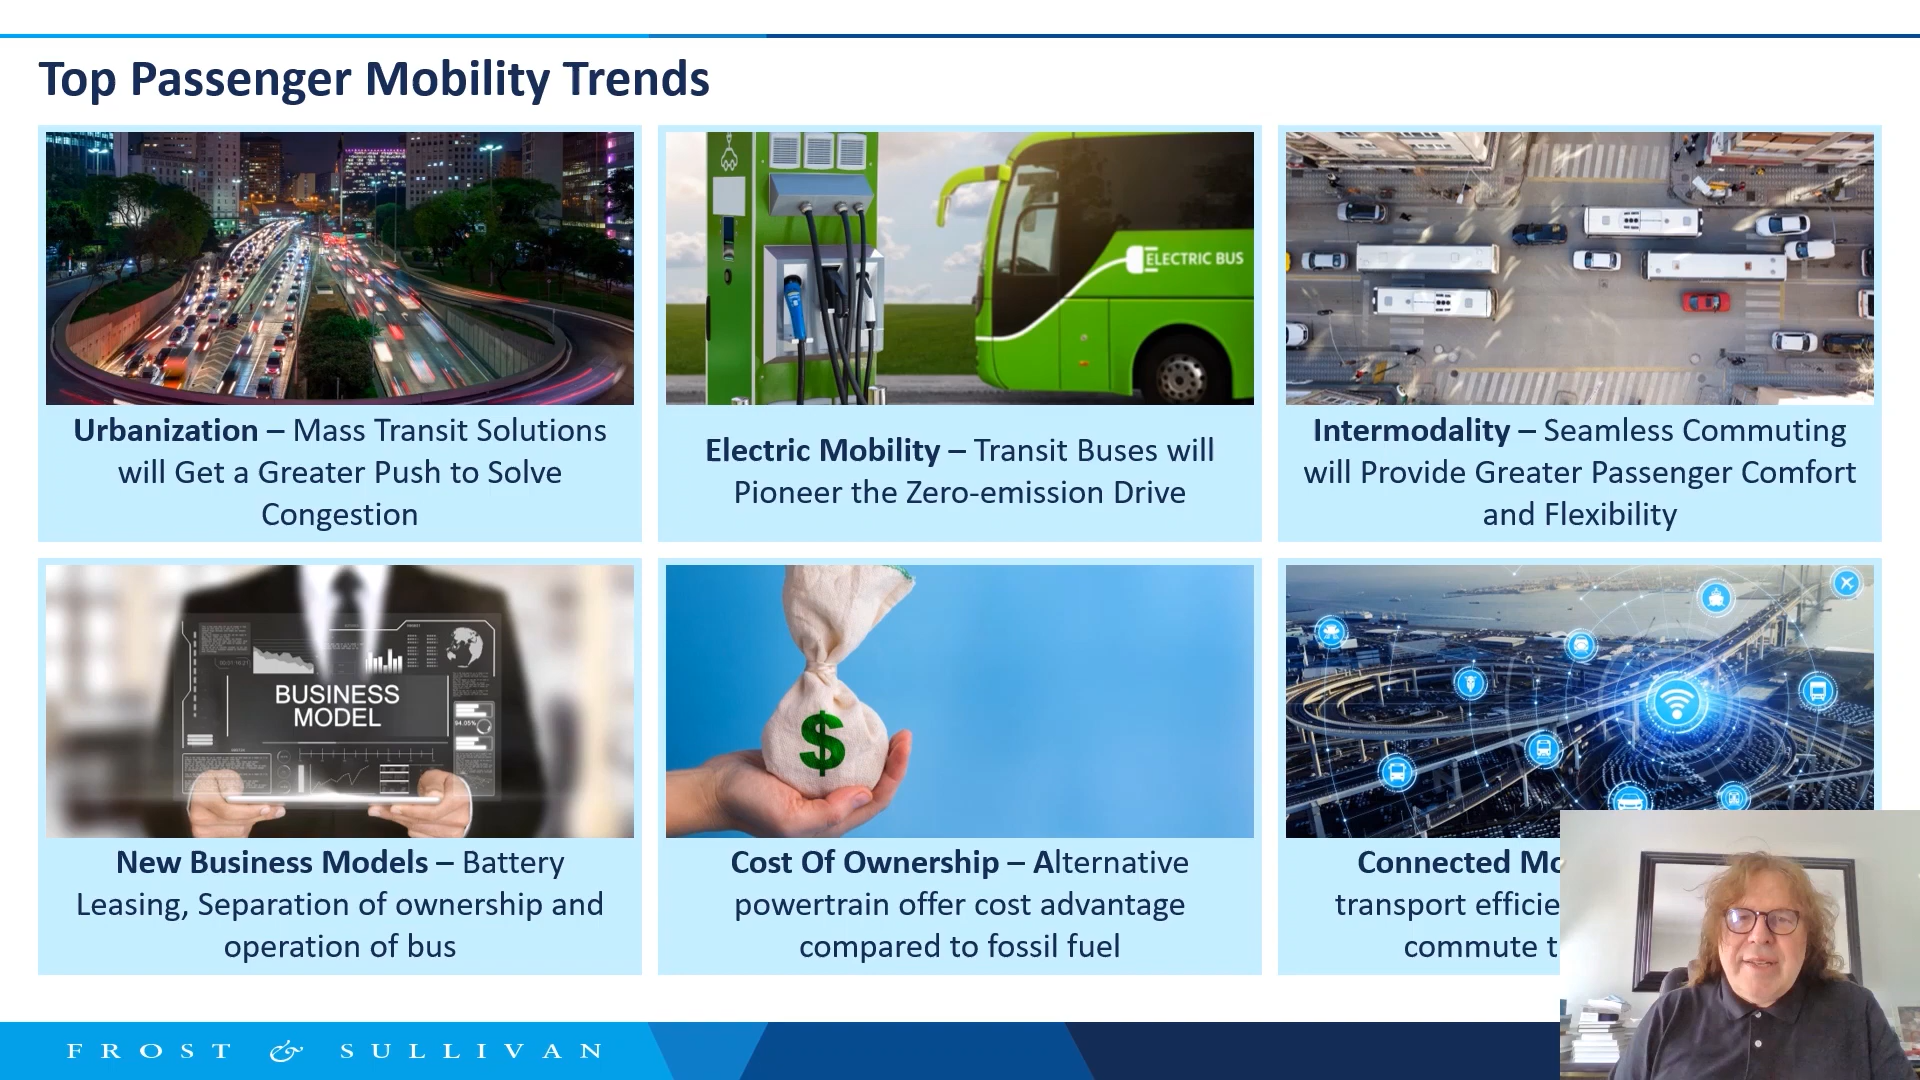 Top Passenger Mobility Trends
ELECTRIC BUS
Urbanization – Mass Transit Solutions
will Get a Greater Push to Solve
Congestion
Electric Mobility – Transit Buses will
Pioneer the Zero-emission Drive
Intermodality – Seamless Commuting
will Provide Greater Passenger Comfort
and Flexibility
BUSINESS
MODEL
94.05%
$
New Business Models – Battery
Leasing, Separation of ownership and
operation of bus
Cost Of Ownership – Alternative
powertrain offer cost advantage
compared to fossil fuel
Connected
transport
commute
FROST & SULLIVAN